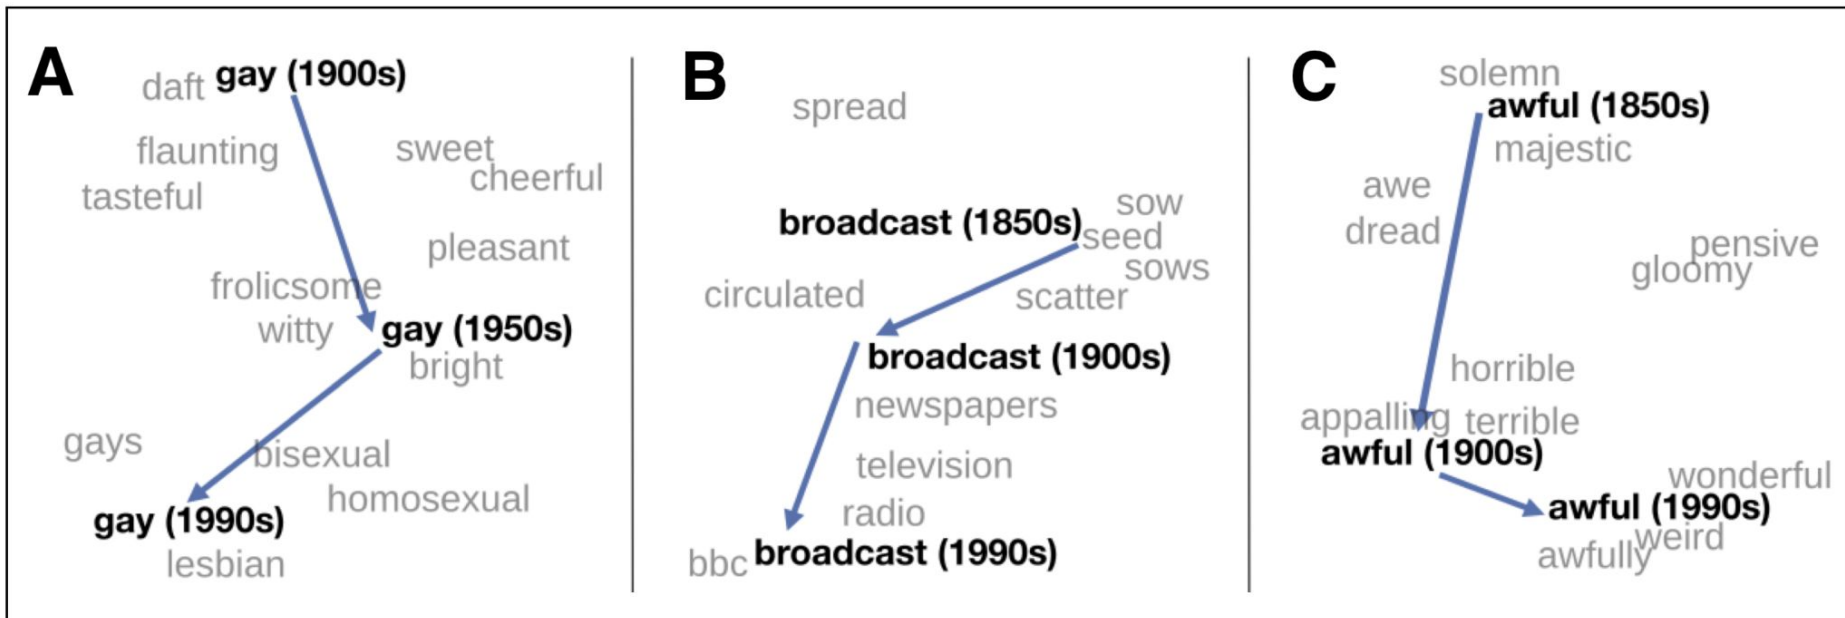 A
daft gay (1900s)
flaunting
sweet
cheerful
tasteful
pleasant
frolicsome
witty
gay (1950s)
bright
gays
bisexual
homosexual
gay (1990s)
lesbian
B
spread
sow
broadcast (1850s)
seed
sows
circulated
scatter
broadcast (1900s)
newspapers
television
radio
bbc broadcast (1990s)
C
solemn
awful (1850s)
majestic
awe
dread
pensive
gloomy
horrible
appalling terrible
awful (1900s)
wonderful
awful (1990s)
weird
awfully